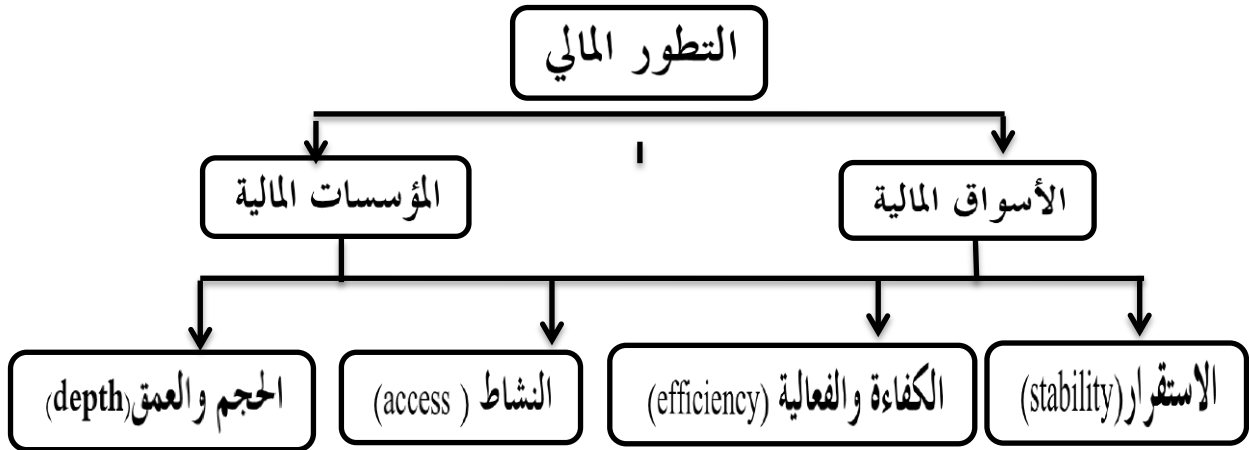 التطور المالي
الأسواق المالية
المؤسسات المالية
الاستقرار(stability)
الكفاءة والفعالية (efficiency)
النشاط ( access)
الحجم والعمق(depth)